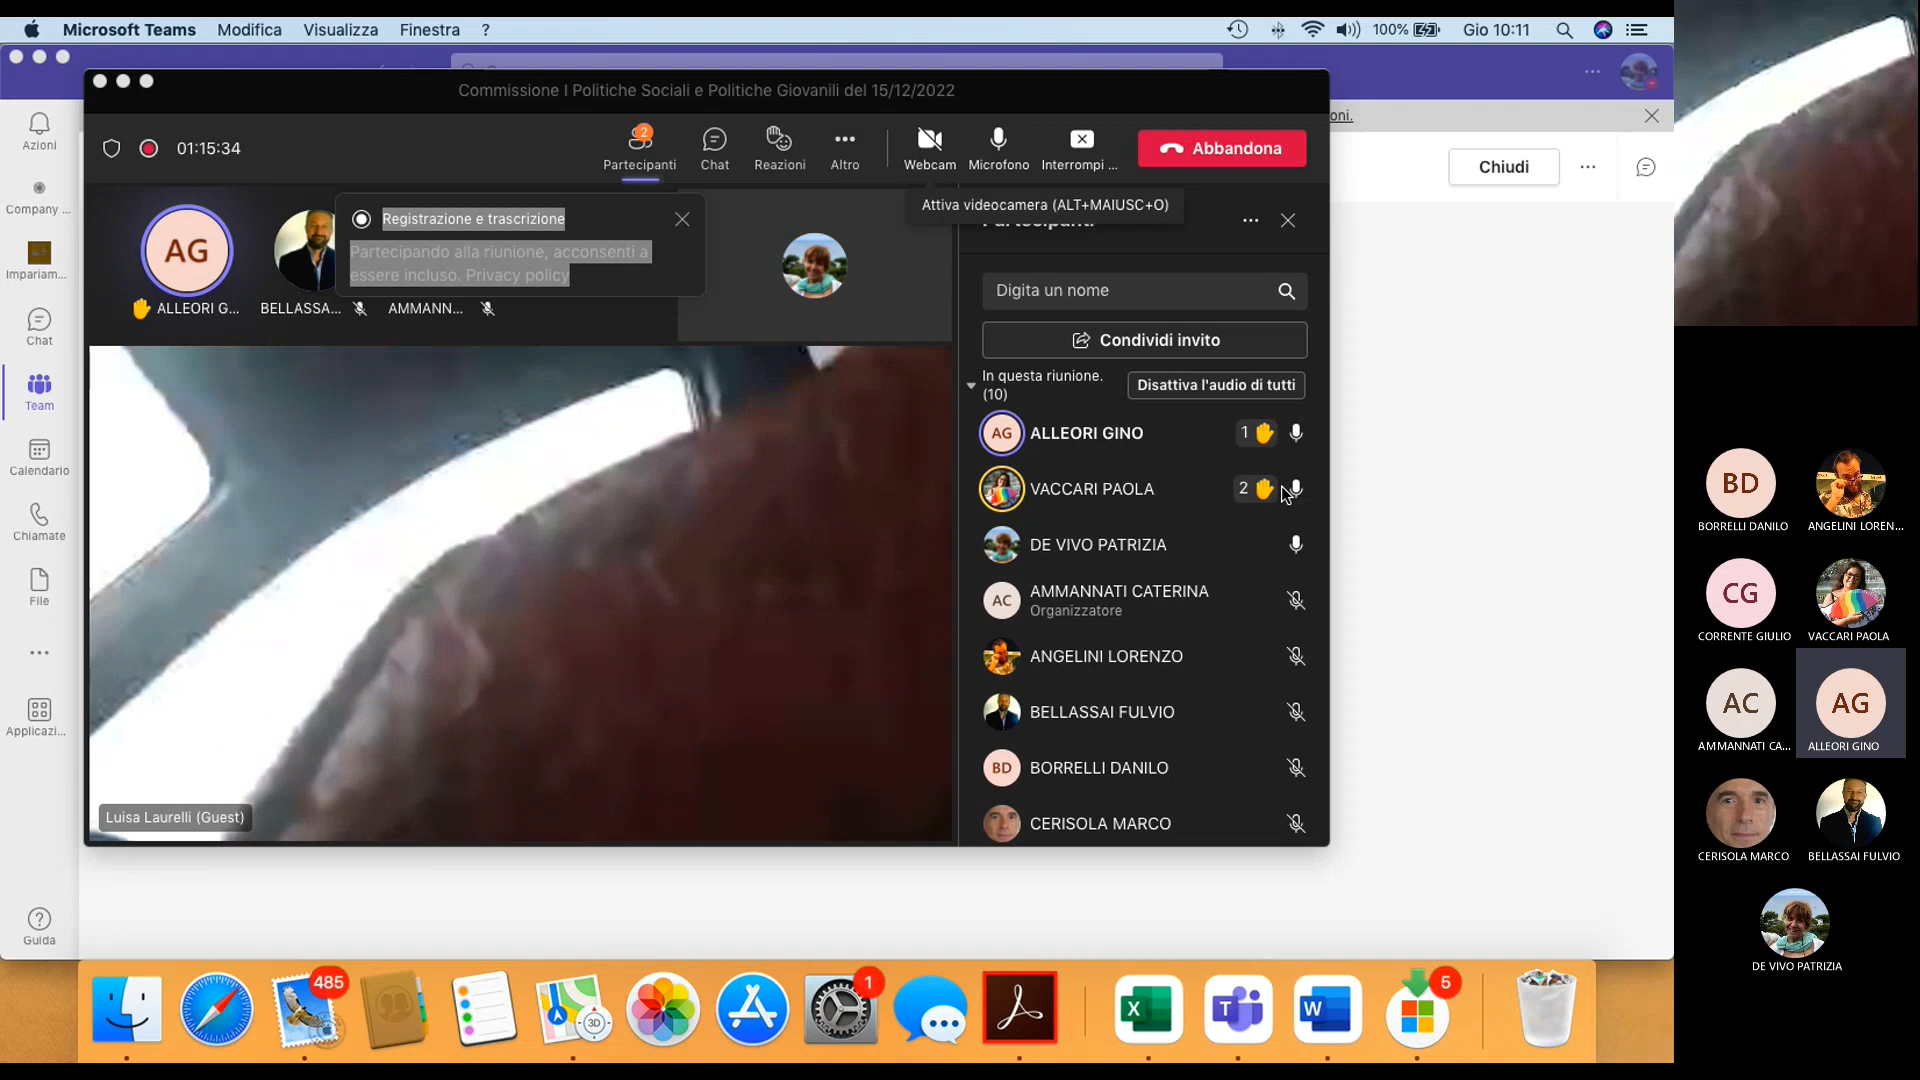 Microsoft Teams Modifica Visualizza Finestra ?
100% Gio 10:11
Commissione I Politiche Sociali e Politiche Giovanili del 15/12/2022
oni.
01:15:34
2
Partecipanti Chat Reazioni Altro Webcam Microfono Interrompi ... Abbandona
Chiudi
Attiva videocamera (ALT+MAIUSC+O)
Azioni
Company ...
Impariam...
Chat
Team
Calendario
Chiamate
File
Applicazi...
Guida
AG
ALLEORI G...
BELLASSA...
AMMANN...
Registrazione e trascrizione
Partecipando alla riunione, acconsenti a
essere incluso. Privacy policy
Luisa Laurelli (Guest)
Partecipanti
Digita un nome
Condividi invito
In questa riunione.
(10)
Disattiva l'audio di tutti
AG ALLEORI GINO 1
VACCARI PAOLA 2
DE VIVO PATRIZIA
AC AMMANNATI CATERINA
Organizzatore
ANGELINI LORENZO
BELLASSAI FULVIO
BD BORRELLI DANILO
CERISOLA MARCO
BD
BORRELLI DANILO
ANGELINI LOREN...
CG
CORRENTE GIULIO
VACCARI PAOLA
AC
AMMANNATI CA...
AG
ALLEORI GINO
CERISOLA MARCO
BELLASSAI FULVIO
DE VIVO PATRIZIA
485
3D
1
X
T
W
5